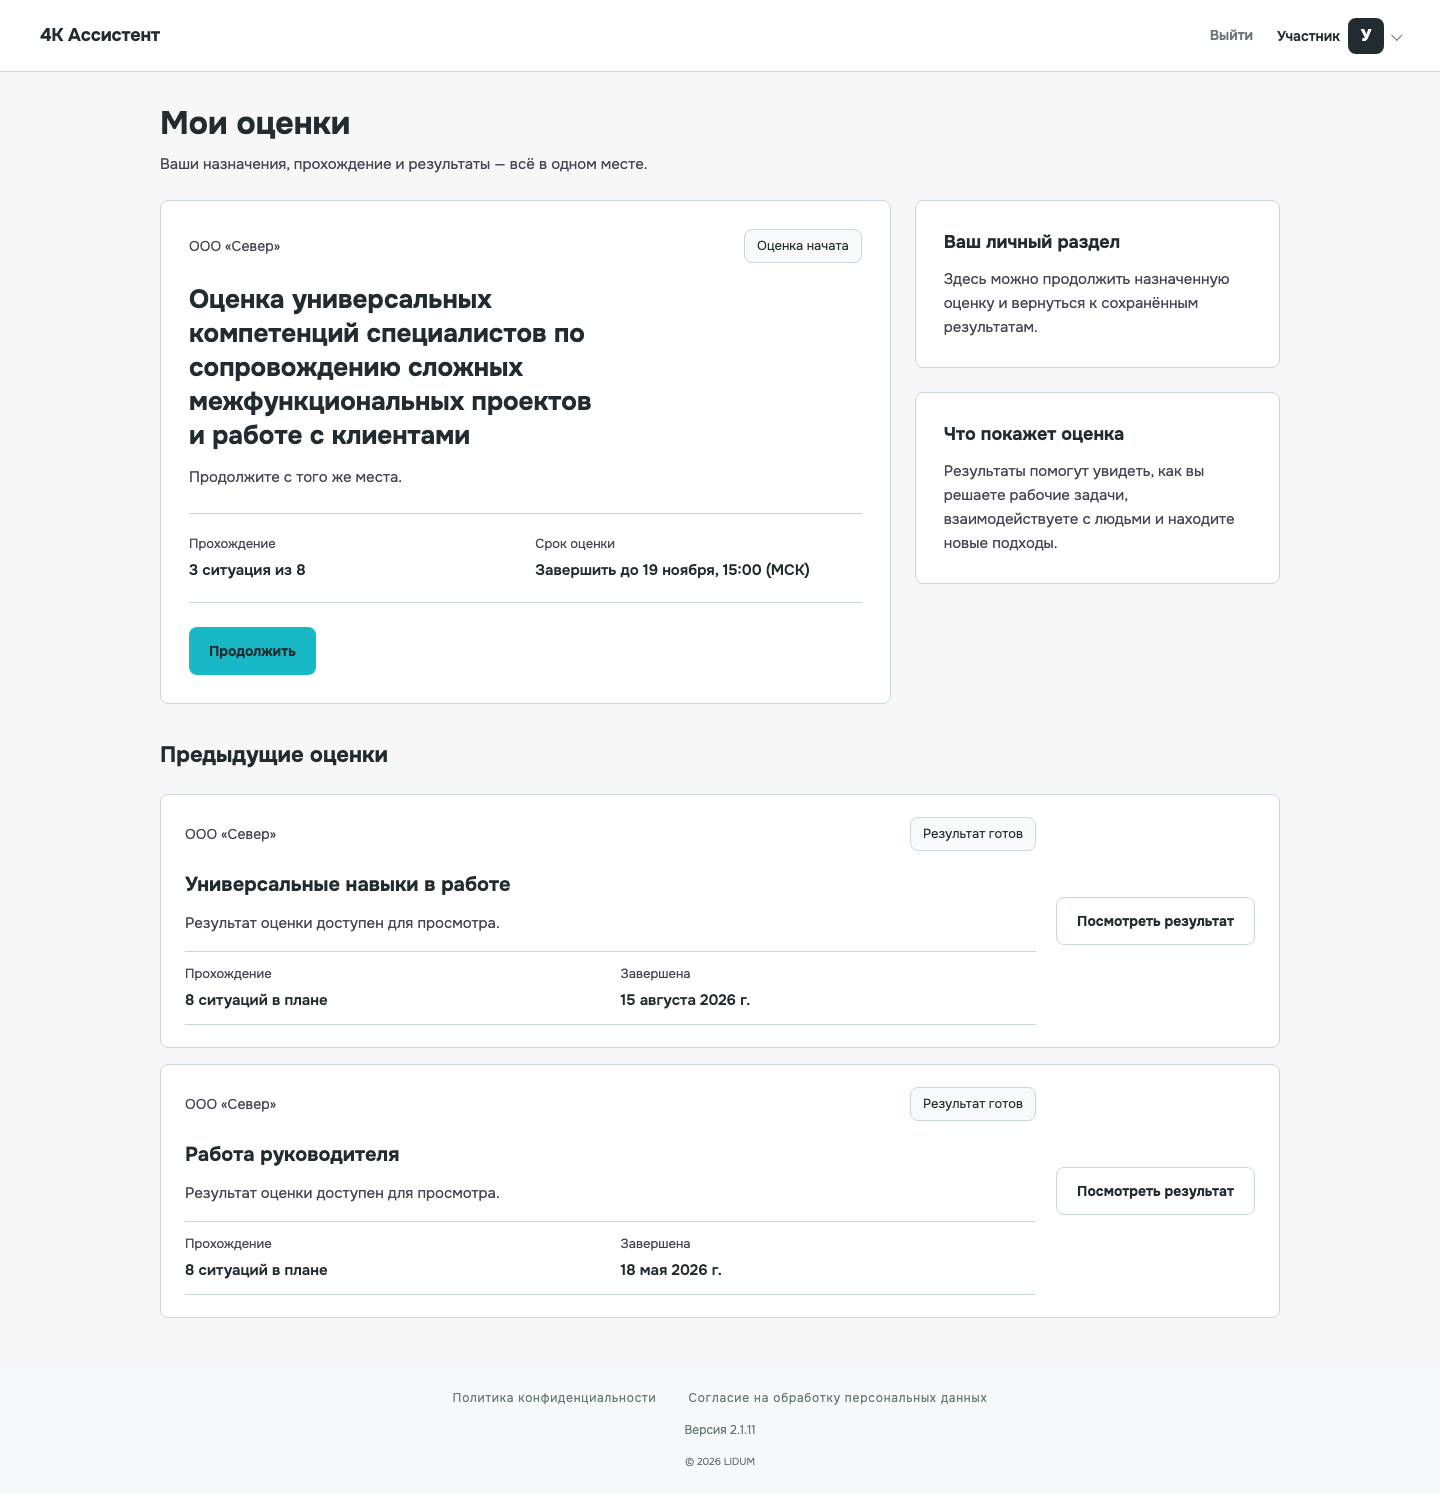 4К Ассистент
Выйти
Участник
У
Мои оценки
Ваши назначения, прохождение и результаты — всё в одном месте.
ООО «Север»
Оценка начата
Оценка универсальных
компетенций специалистов по
сопровождению сложных
межфункциональных проектов
и работе с клиентами
Продолжите с того же места.
Прохождение
3 ситуация из 8
Срок оценки
Завершить до 19 ноября, 15:00 (МСК)
Продолжить
Ваш личный раздел
Здесь можно продолжить назначенную
оценку и вернуться к сохранённым
результатам.
Что покажет оценка
Результаты помогут увидеть, как вы
решаете рабочие задачи,
взаимодействуете с людьми и находите
новые подходы.
Предыдущие оценки
ООО «Север»
Результат готов
Универсальные навыки в работе
Результат оценки доступен для просмотра.
Прохождение
8 ситуаций в плане
Завершена
15 августа 2026 г.
Посмотреть результат
ООО «Север»
Результат готов
Работа руководителя
Результат оценки доступен для просмотра.
Прохождение
8 ситуаций в плане
Завершена
18 мая 2026 г.
Посмотреть результат
Политика конфиденциальности
Согласие на обработку персональных данных
Версия 2.1.11
© 2026 LIDUM